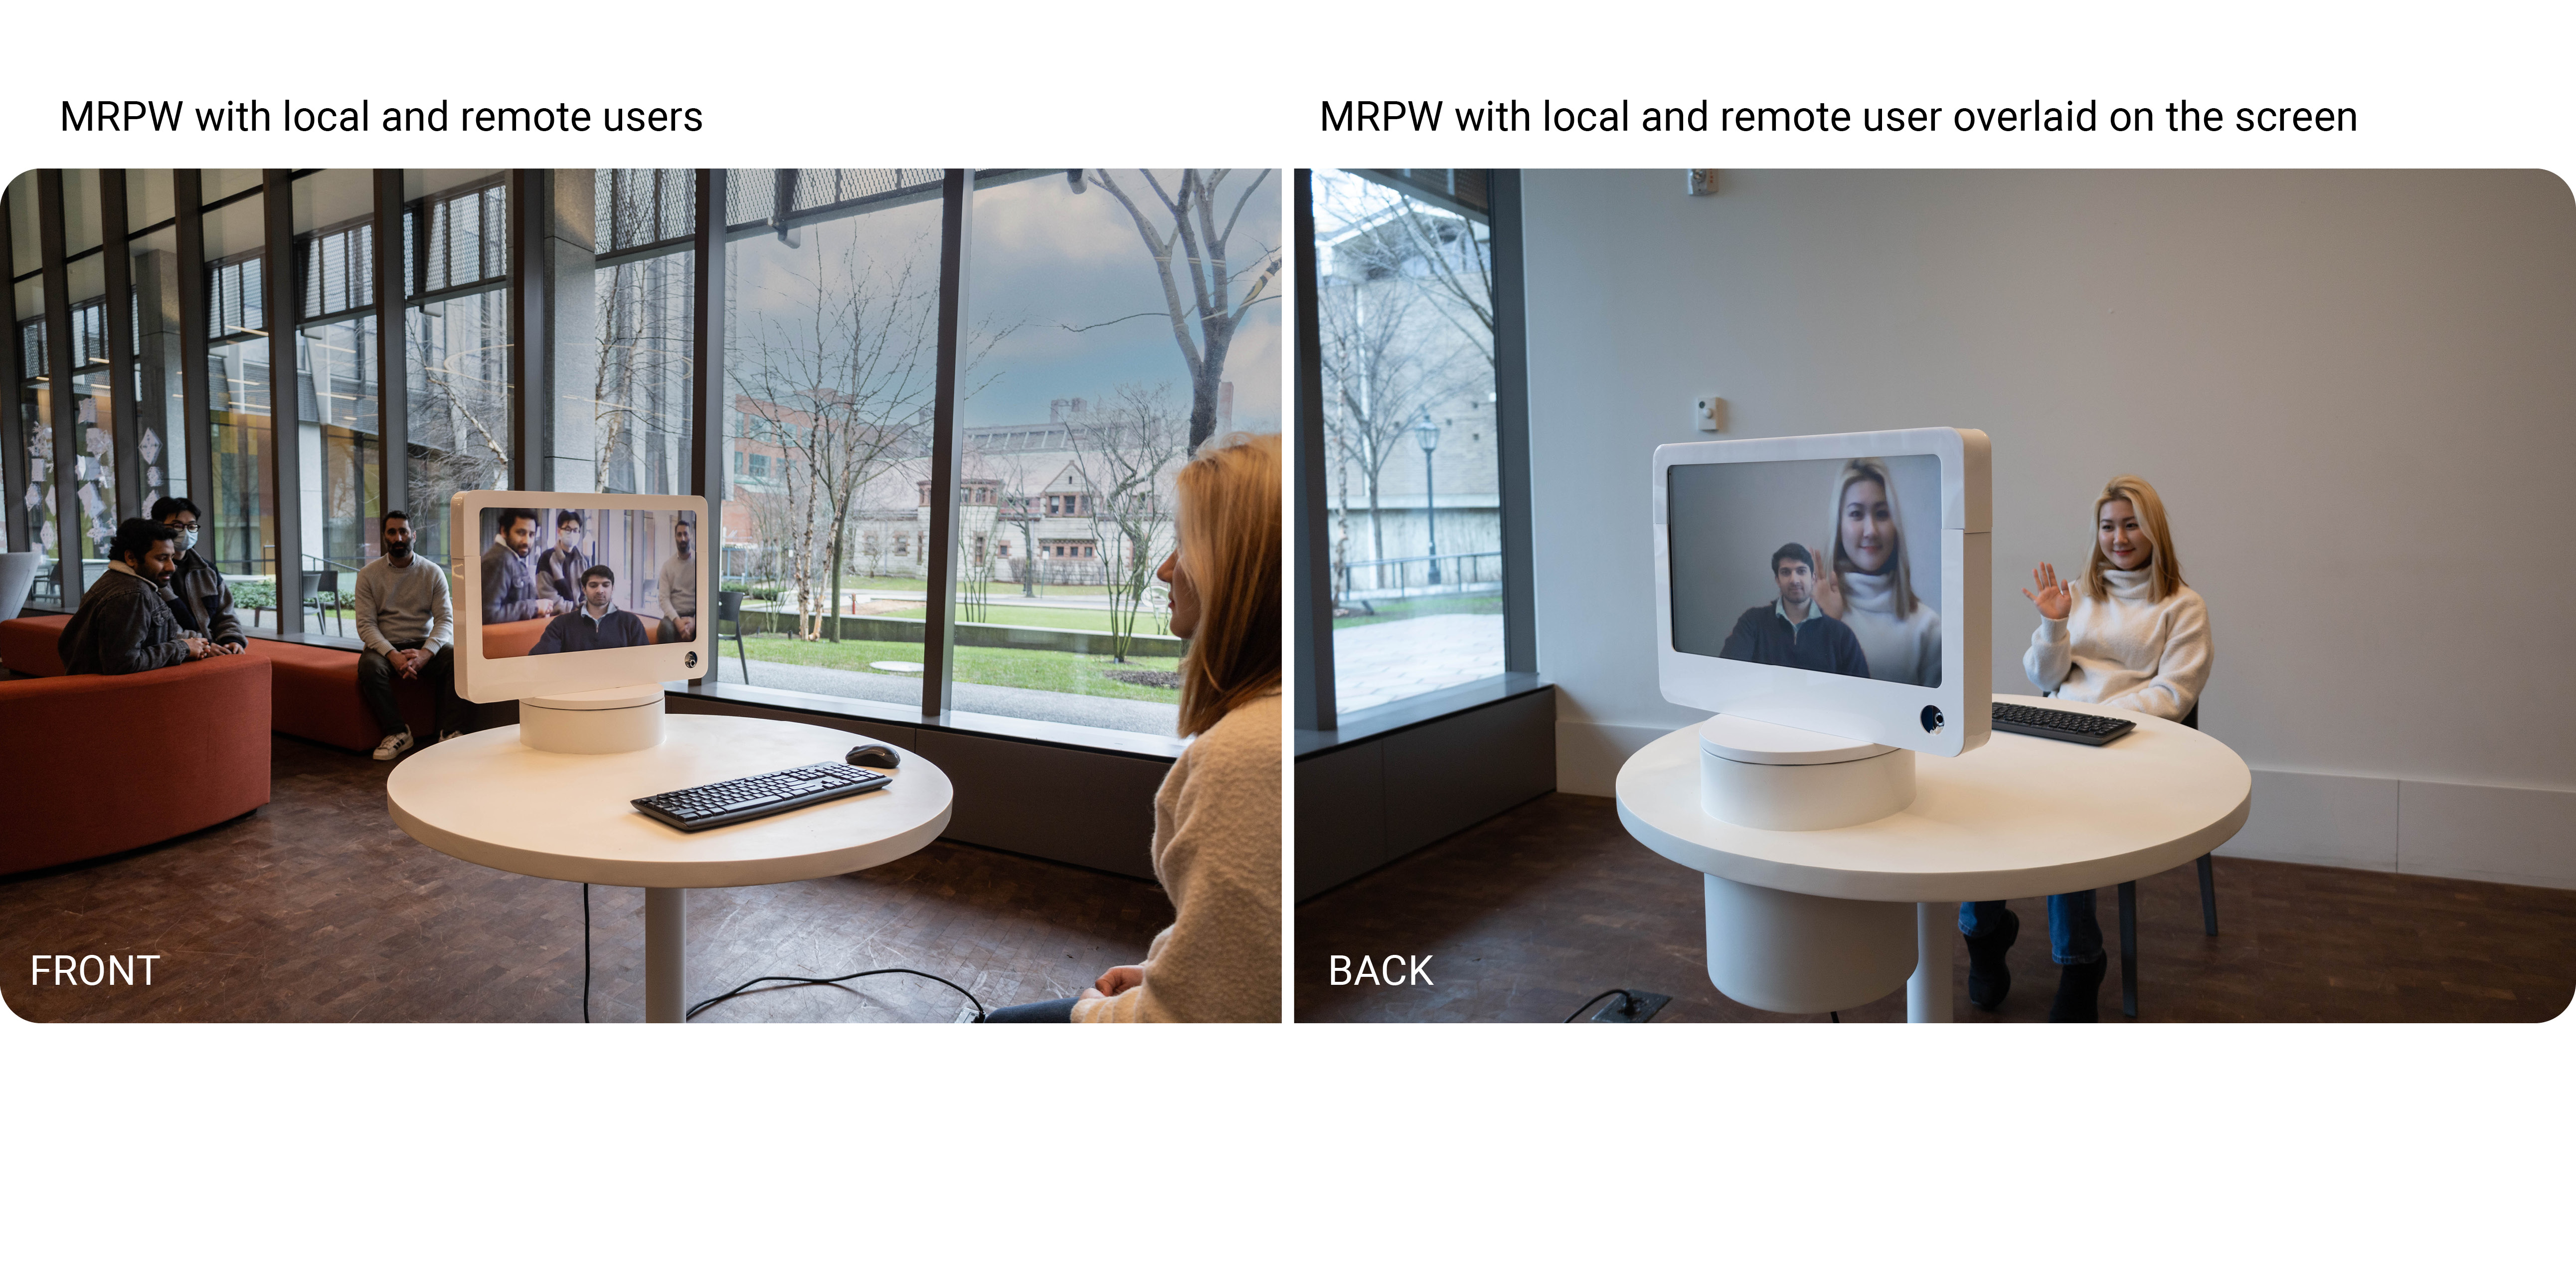 MRPW with local and remote users
MRPW with local and remote user overlaid on the screen
FRONT
BACK